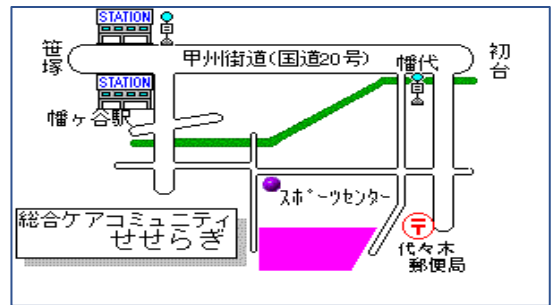 STATION
笹塚
甲州街道(国道20号)
幡代
初台
STATION
幡ヶ谷駅
スポーツセンター
総合ケアコミュニティ
せせらぎ
〒
代々木
郵便局